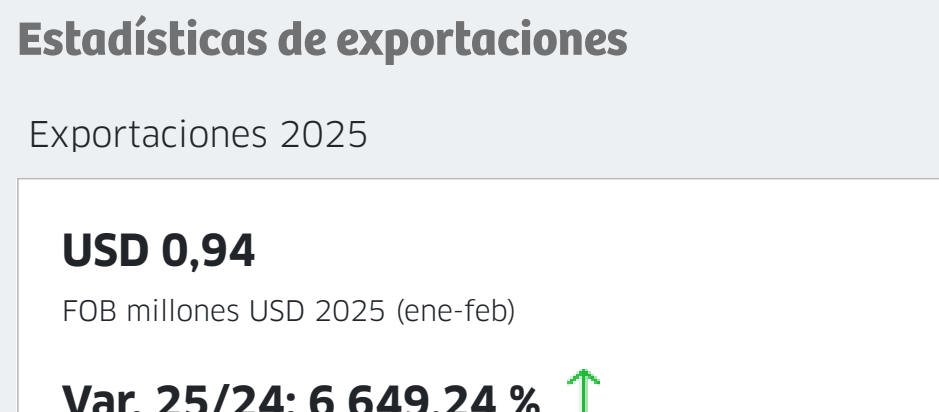 Estadísticas de exportaciones
Exportaciones 2025
USD 0,94
FOB millones USD 2025 (ene-feb)
Var. 25/24: 6 649,24 %